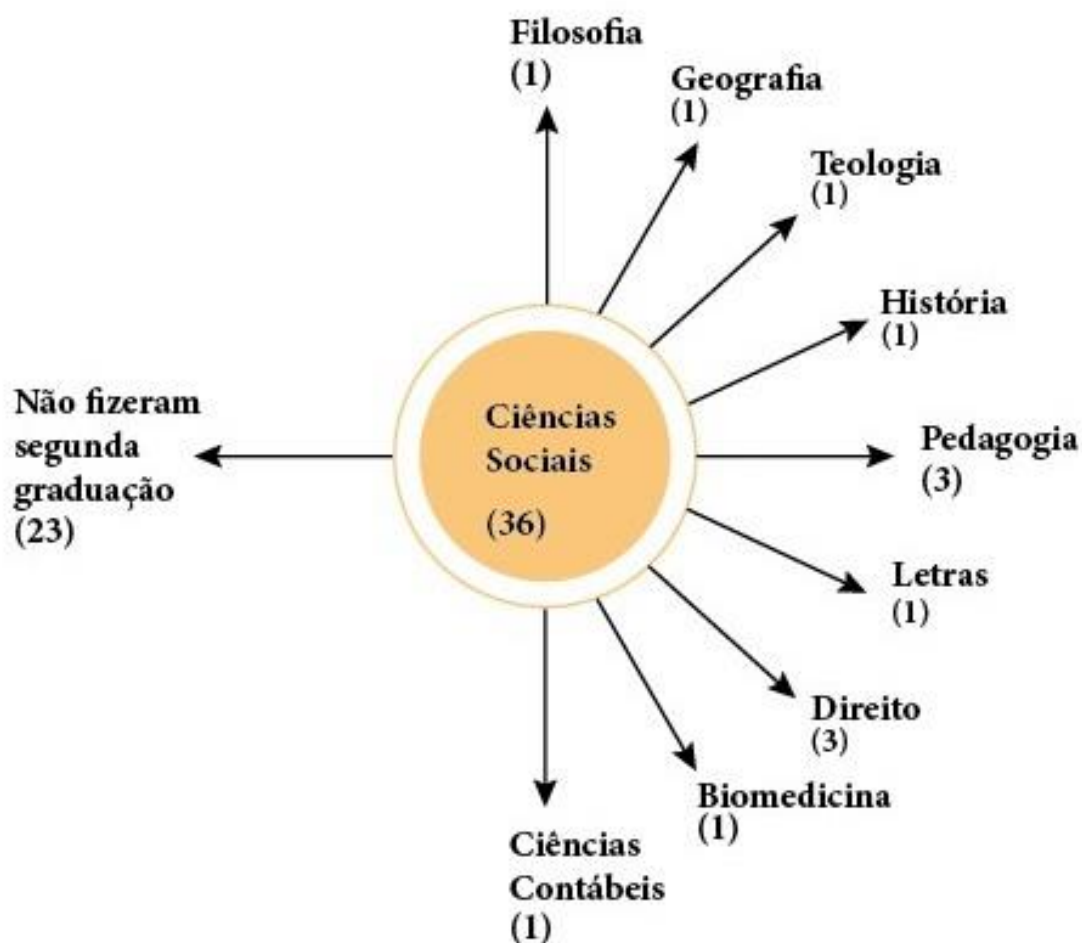 Filosofia
(1)
Geografia
(1)
Teologia
(1)
História
(1)
Não fizeram
segunda
graduação
(23)
Ciências
Sociais
(36)
Pedagogia
(3)
Letras
(1)
Direito
(3)
Biomedicina
(1)
Ciências
Contábeis
(1)